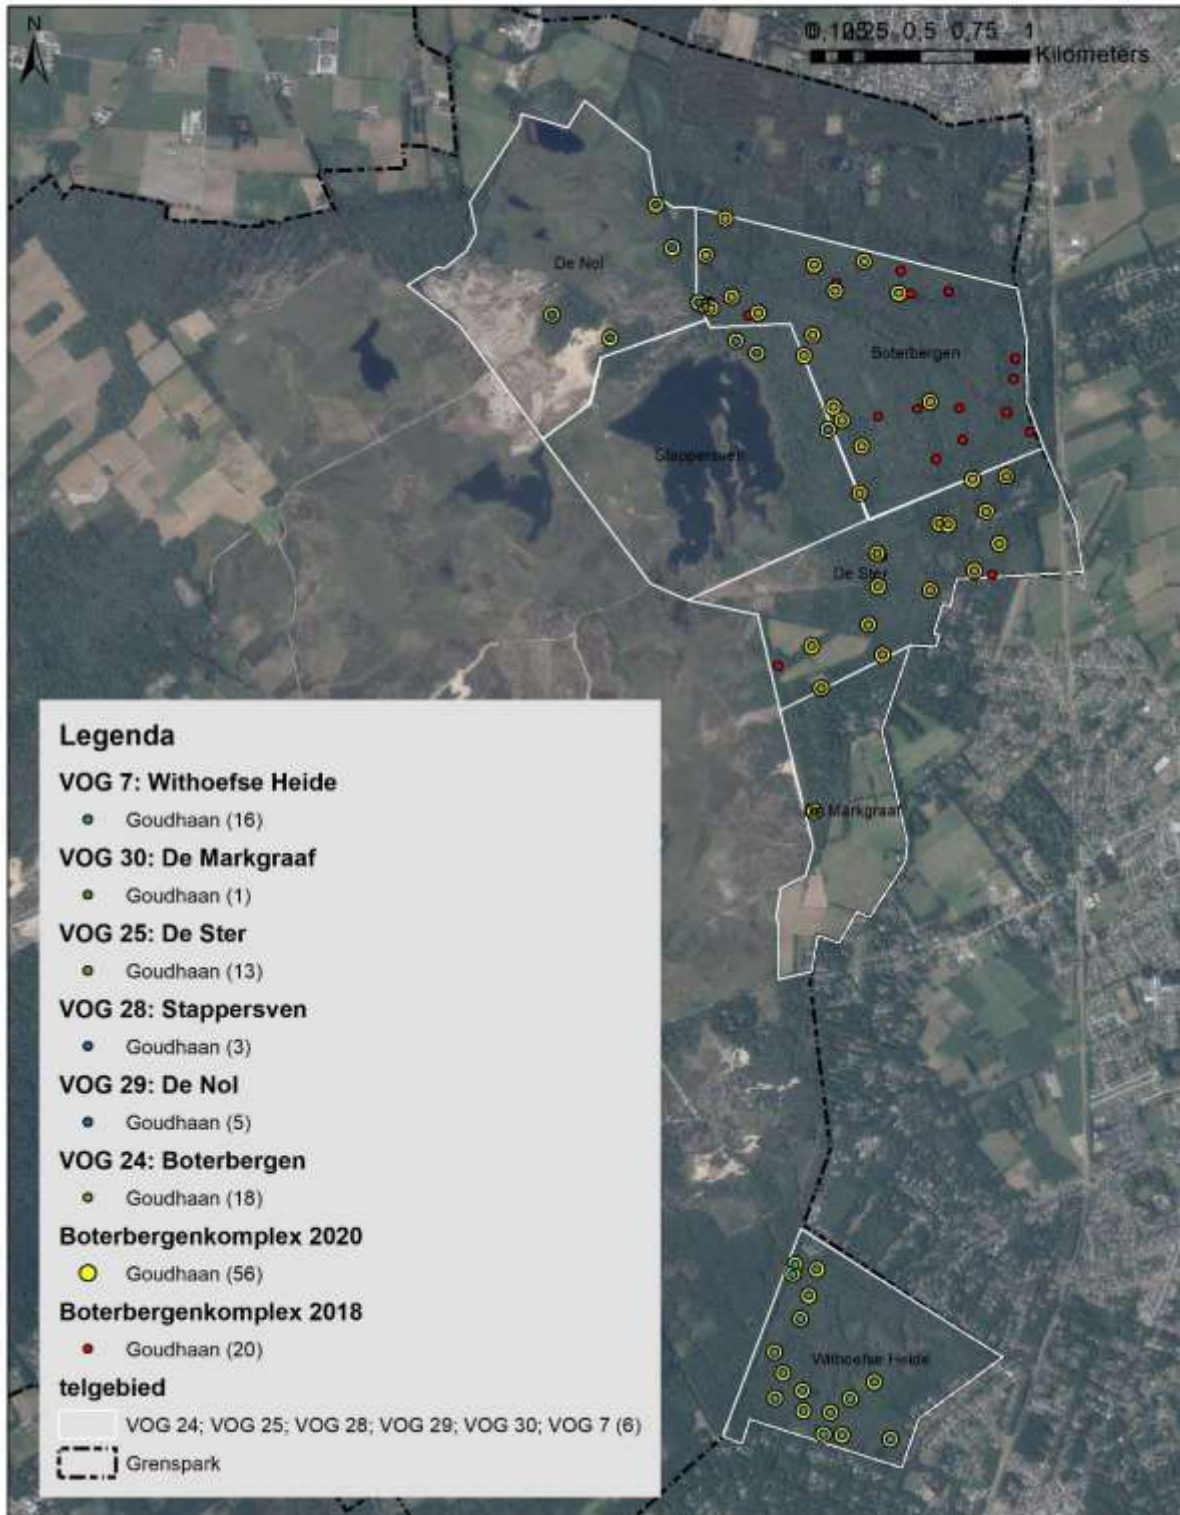 N
0,5 0,75 1
Kilometers
De Nol
Boterbergen
Stappersven
De Ster
Markgraaf
Withoefse Heide
Legenda
VOG 7: Withoefse Heide
Goudhaan (16)
VOG 30: De Markgraaf
Goudhaan (1)
VOG 25: De Ster
Goudhaan (13)
VOG 28: Stappersven
Goudhaan (3)
VOG 29: De Nol
Goudhaan (5)
VOG 24: Boterbergen
Goudhaan (18)
Boterbergenkomplex 2020
Goudhaan (56)
Boterbergenkomplex 2018
Goudhaan (20)
telgebied
VOG 24; VOG 25; VOG 28; VOG 29; VOG 30; VOG 7 (6)
Grenspark